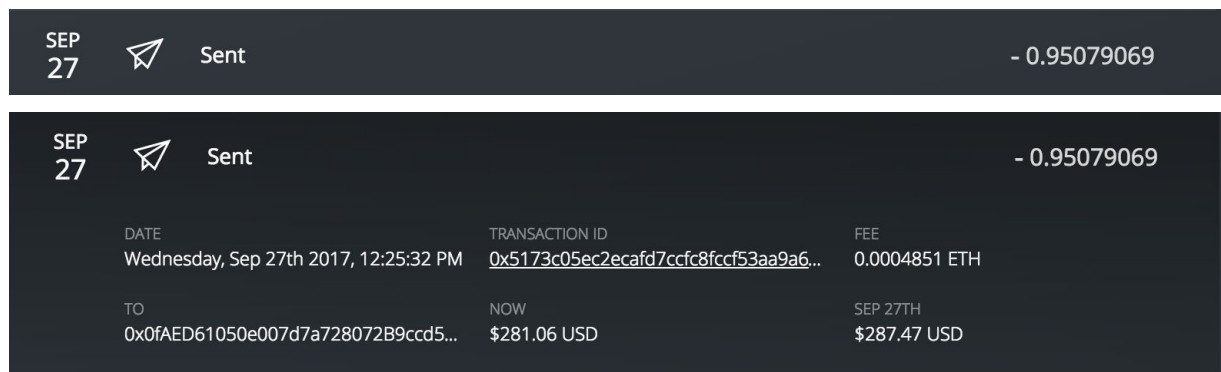 SEP
27
Sent
- 0.95079069
SEP
27
Sent
- 0.95079069
DATE
TRANSACTION ID
FEE
Wednesday, Sep 27th 2017, 12:25:32 PM
0x5173c05ec2ecafd7ccfc8fccf53aa9a6...
0.0004851 ETH
TO
NOW
SEP 27TH
0x0fAED61050e007d7a728072B9ccd5...
$281.06 USD
$287.47 USD